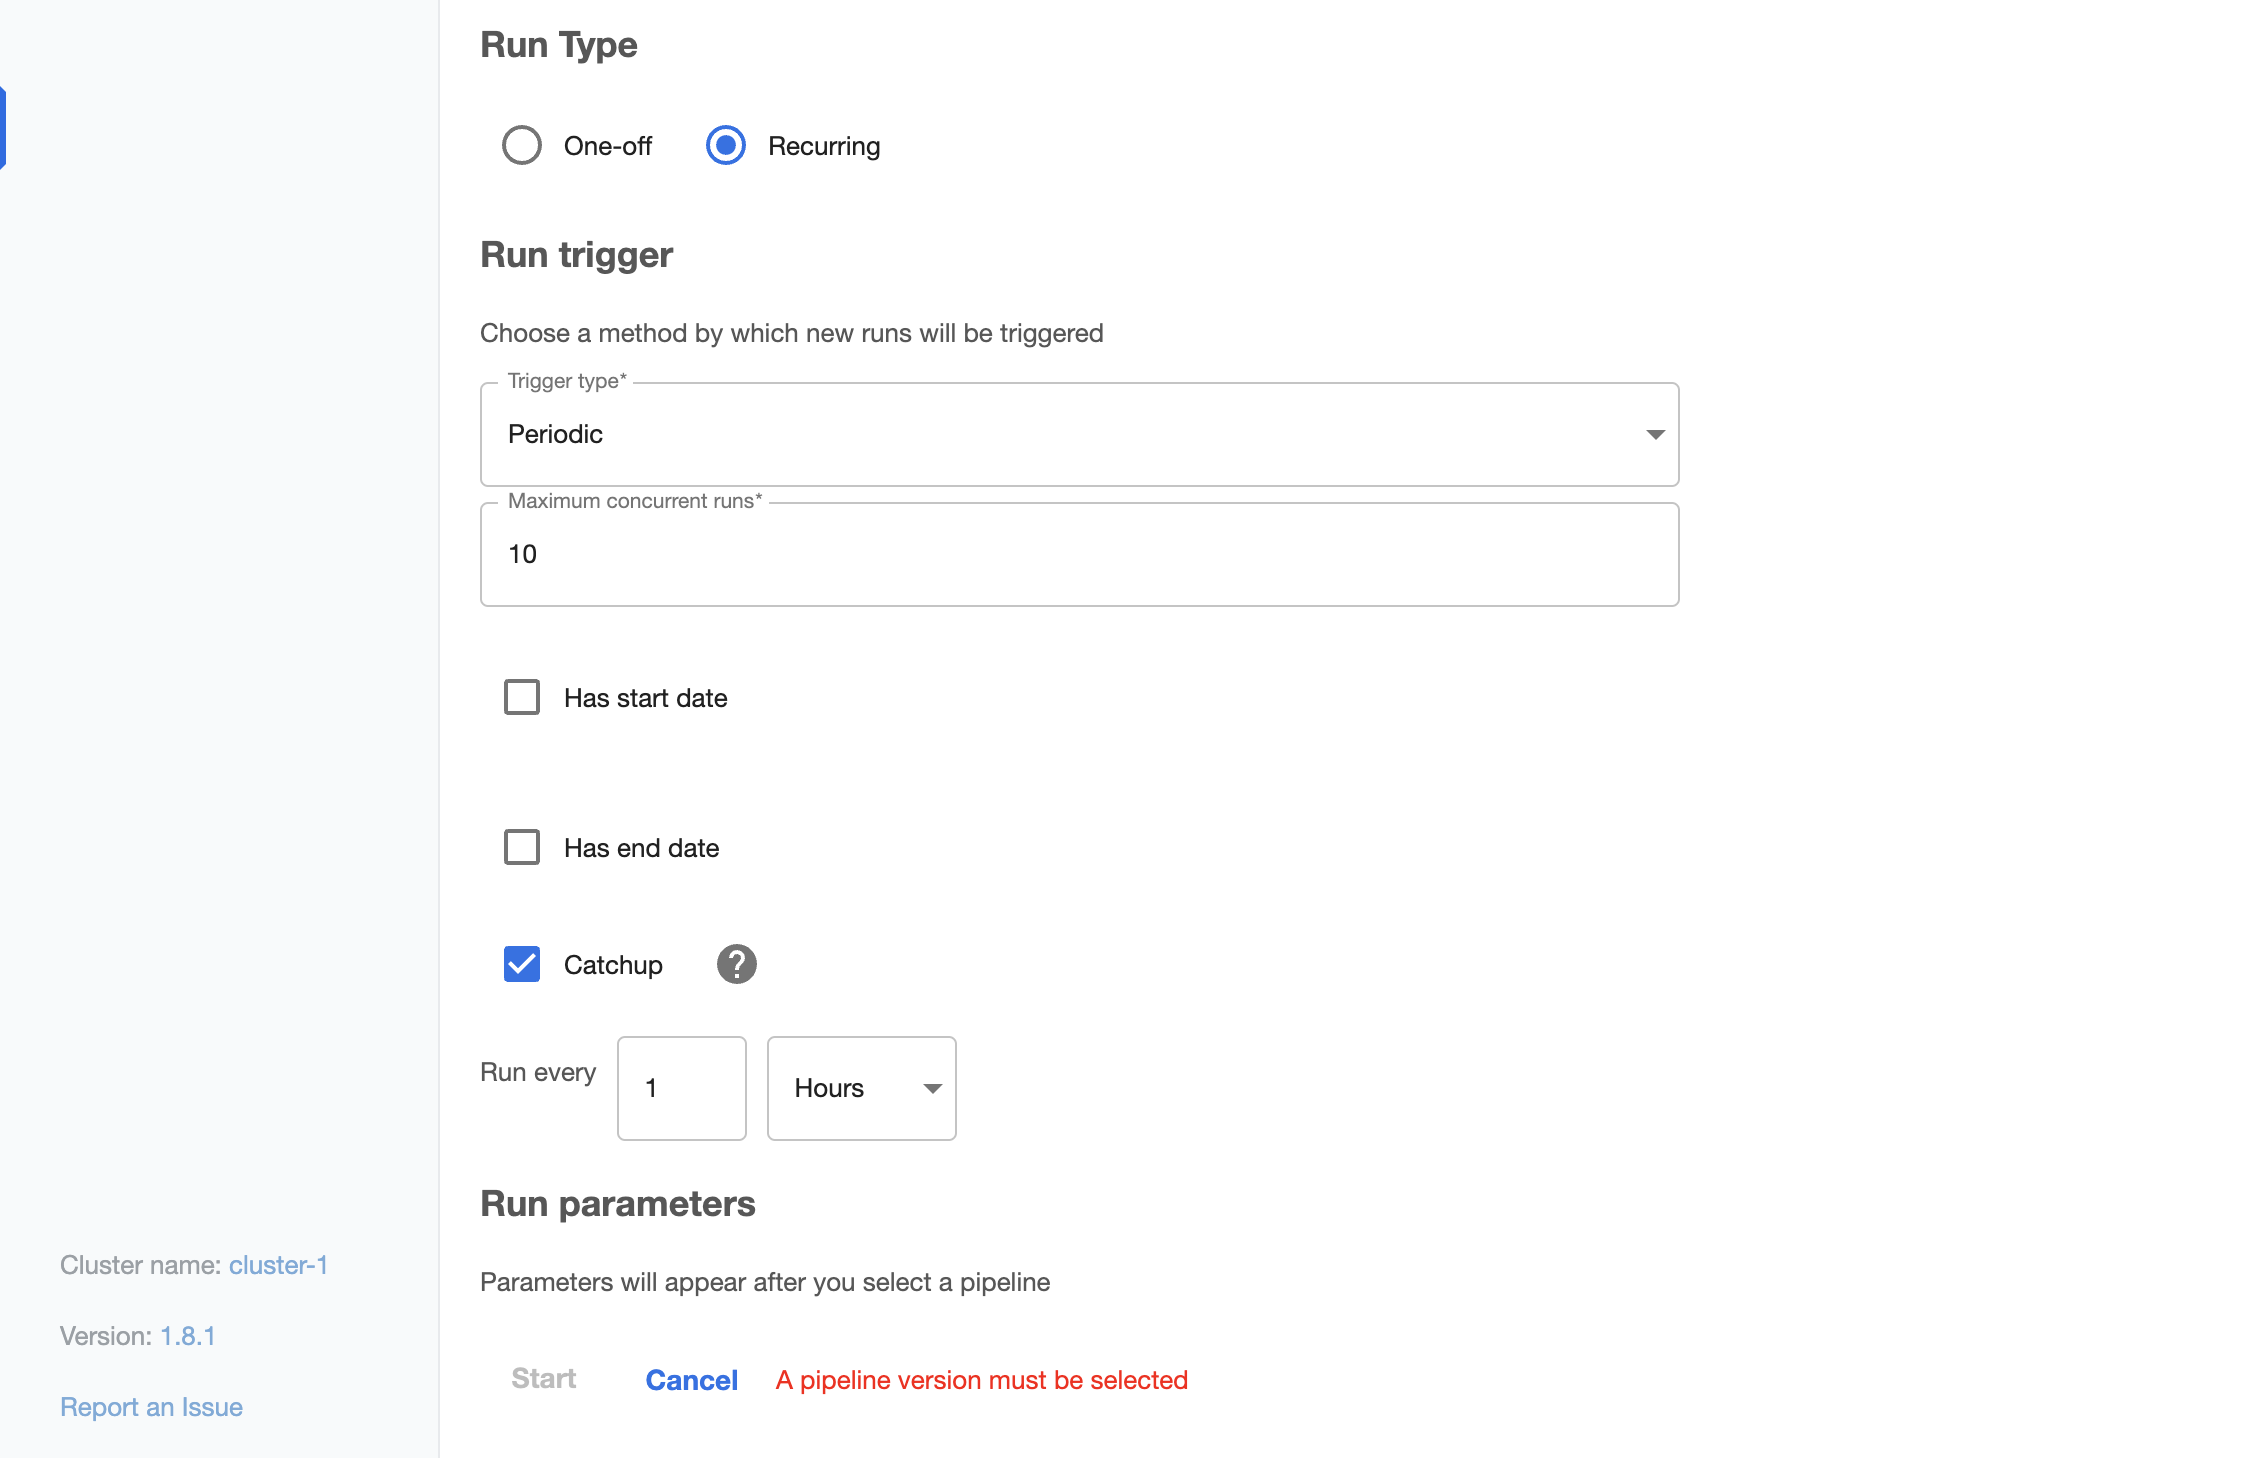 Run Type
One-off Recurring
Run trigger
Choose a method by which new runs will be triggered
Trigger type*
Periodic
Maximum concurrent runs*
10
Has start date
Has end date
Catchup ?
Run every 1 Hours
Run parameters
Parameters will appear after you select a pipeline
Start Cancel A pipeline version must be selected
Cluster name: cluster-1
Version: 1.8.1
Report an Issue